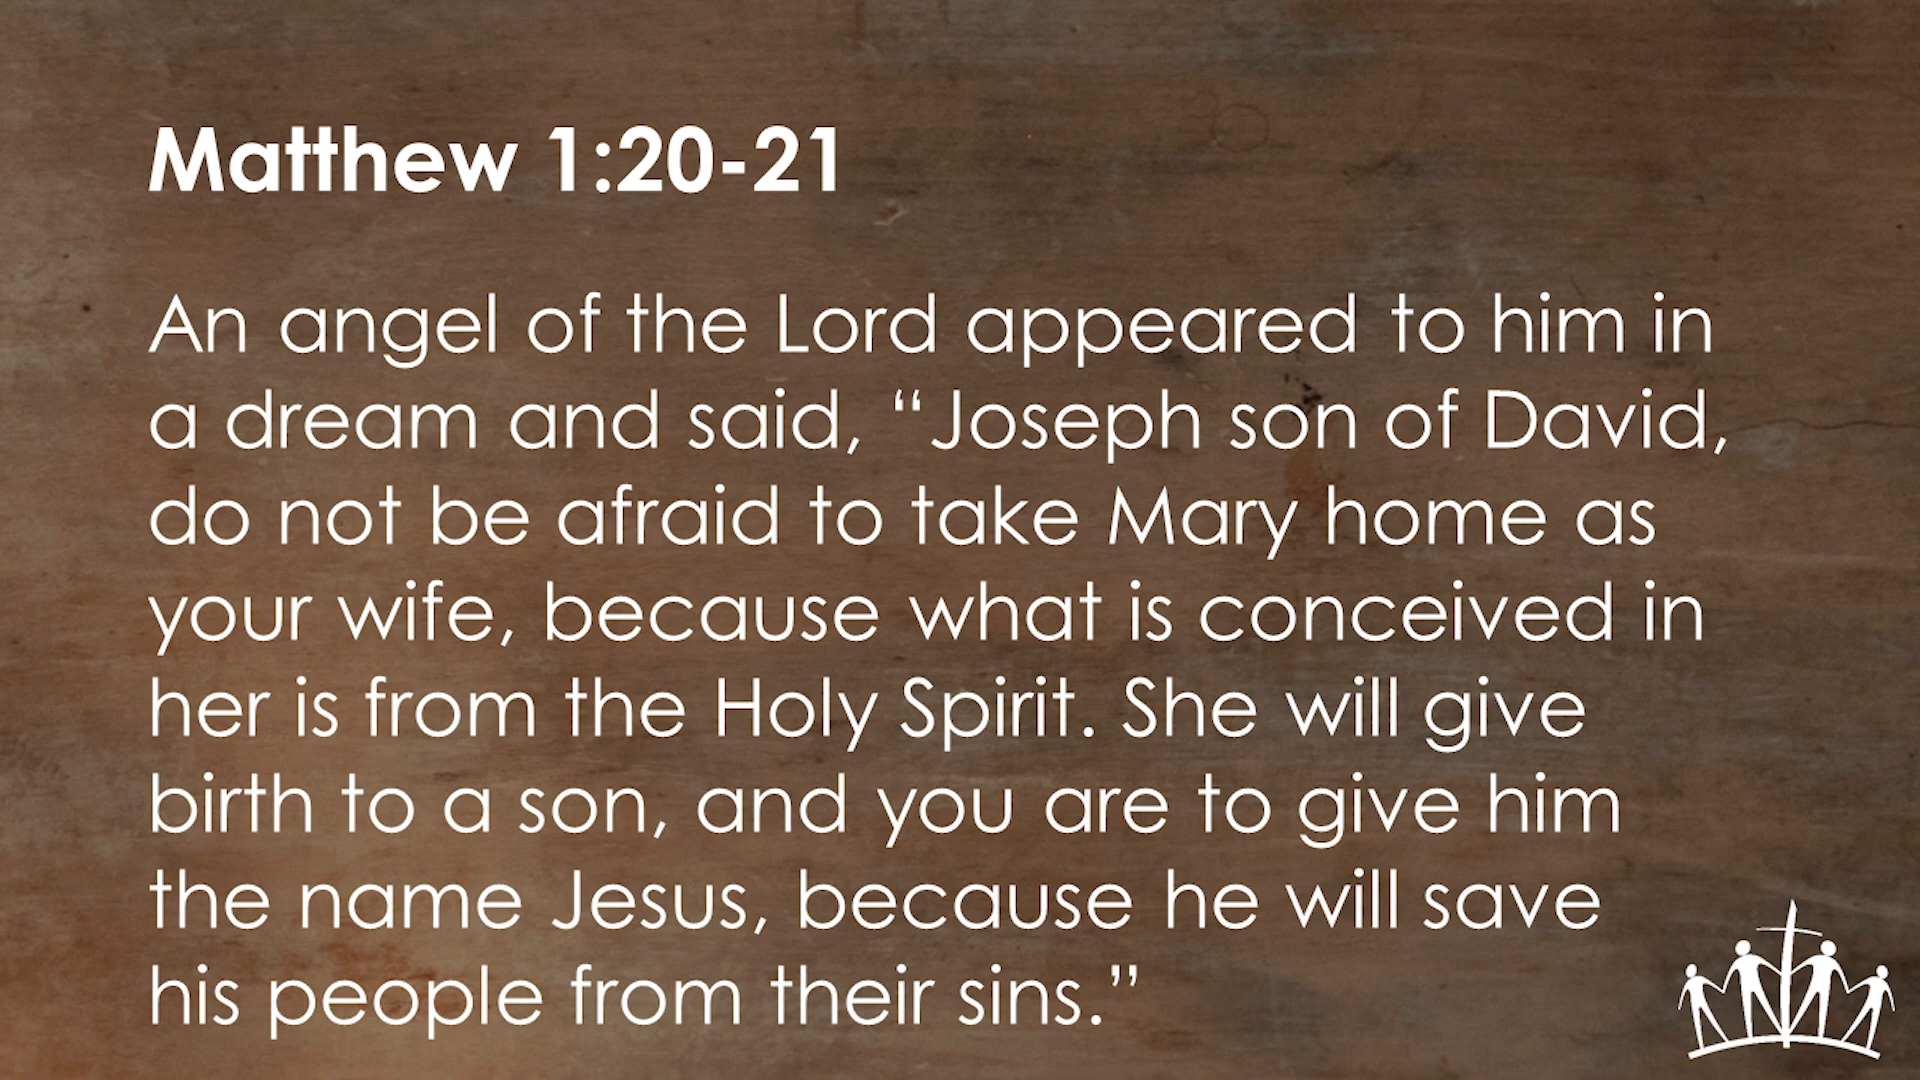 Matthew 1:20-21
An angel of the Lord appeared to him in
a dream and said, “Joseph son of David,
do not be afraid to take Mary home as
your wife, because what is conceived in
her is from the Holy Spirit. She will give
birth to a son, and you are to give him
the name Jesus, because he will save
his people from their sins.”